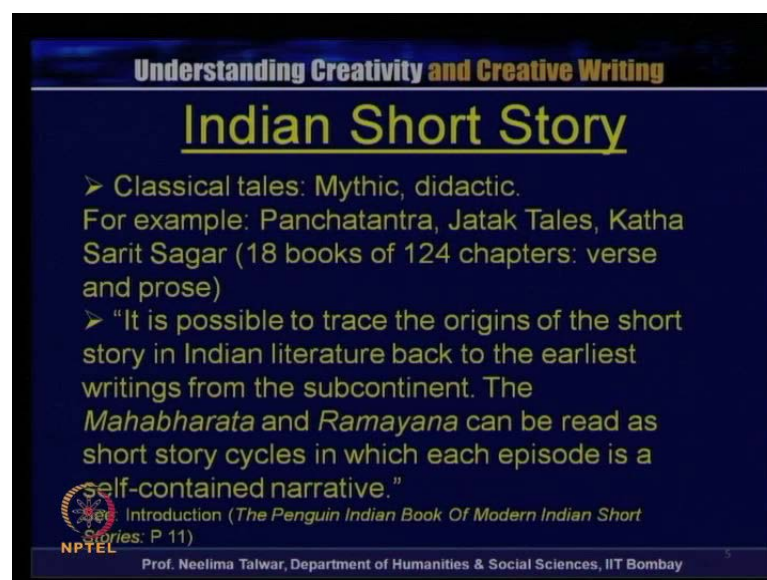 Understanding Creativity and Creative Writing
Indian Short Story
➢ Classical tales: Mythic, didactic.
For example: Panchatantra, Jatak Tales, Katha
Sarit Sagar (18 books of 124 chapters: verse
and prose)
➢ “It is possible to trace the origins of the short
story in Indian literature back to the earliest
writings from the subcontinent. The
Mahabharata and Ramayana can be read as
short story cycles in which each episode is a
self-contained narrative.”
Introduction (The Penguin Indian Book Of Modern Indian Short
Stories: P 11)
NPTEL
Prof. Neelima Talwar, Department of Humanities & Social Sciences, IIT Bombay
5